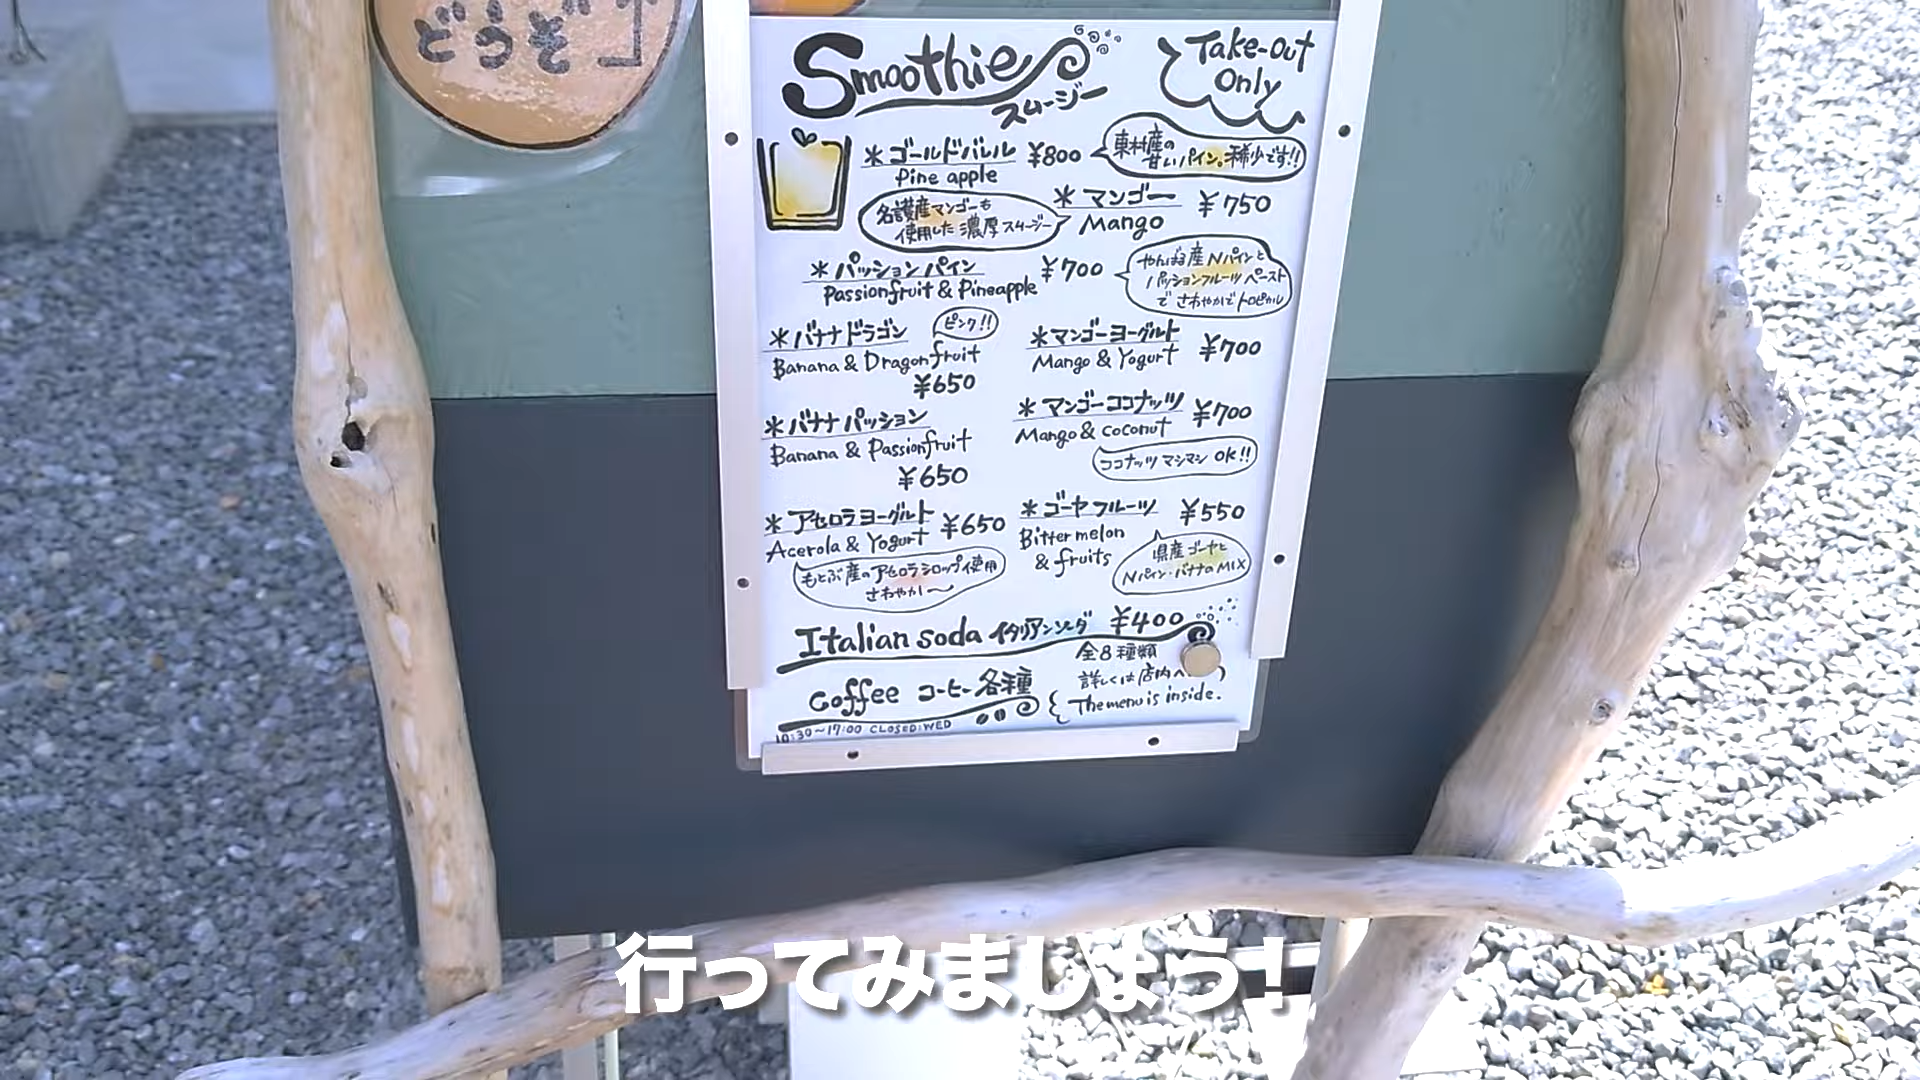 どうぞ
Smoothie
スムージー
Take-Out
Only
＊ゴールドバレル ¥800
Pine apple
東村産の
甘いパイン。稀少です!!
＊マンゴー ¥750
Mango
名護産マンゴーも
使用した濃厚スムージー
＊パッションパイン ¥700
Passionfruit & Pineapple
やんばる産Nパインと
パッションフルーツペースト
でさわやかでトロピカル
＊バナナドラゴン
ピンク!!
Banana & Dragonfruit
¥650
＊マンゴーヨーグルト ¥700
Mango & Yogurt
＊バナナパッション
Banana & Passionfruit
¥650
＊マンゴーココナッツ ¥700
Mango & coconut
ココナッツマシマシOK!!
＊アセロラヨーグルト ¥650
Acerola & Yogurt
もとぶ産のアセロラシロップ使用
さわやか〜
＊ゴーヤフルーツ ¥550
Bitter melon
& fruits
県産ゴーヤと
Nパイン・バナナのMIX
Italian soda イタリアンソーダ ¥400
全8種類
詳しくは店内へ
Coffee コーヒー各種
The menu is inside.
10:30〜17:00 CLOSED:WED
行ってみましょう！